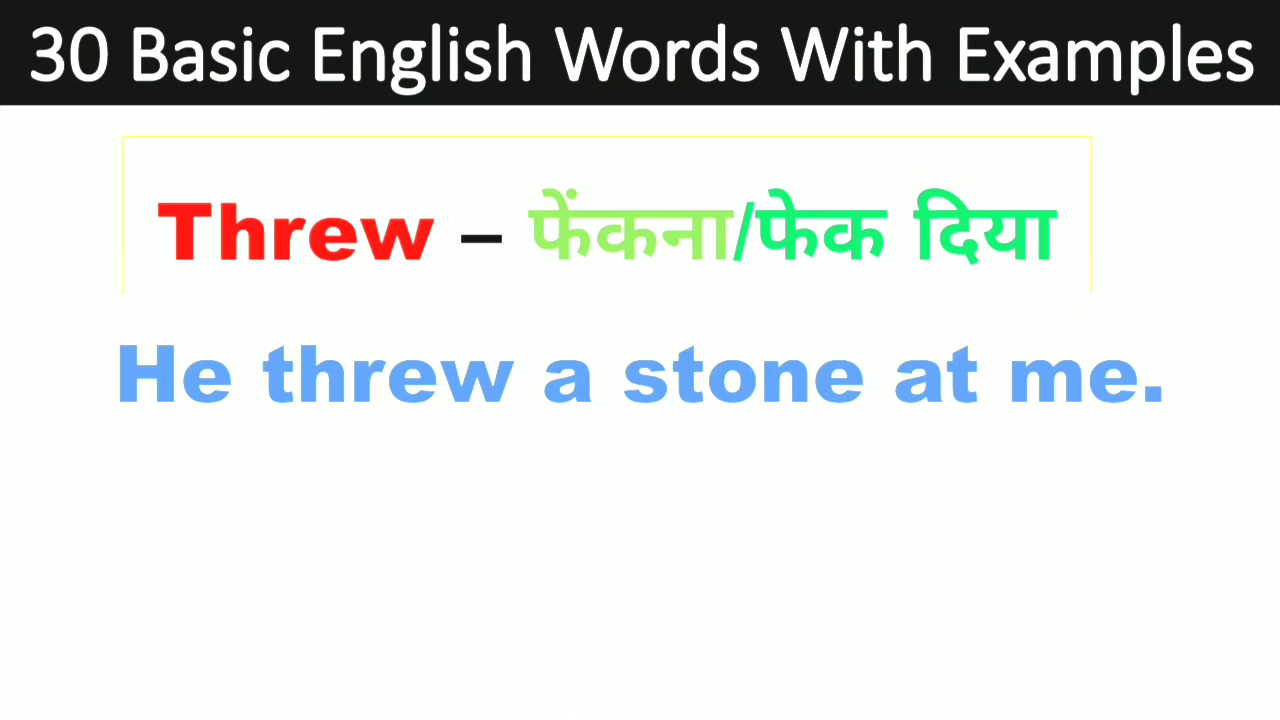 30 Basic English Words With Examples
Threw – फेंकना/फेक दिया
He threw a stone at me.